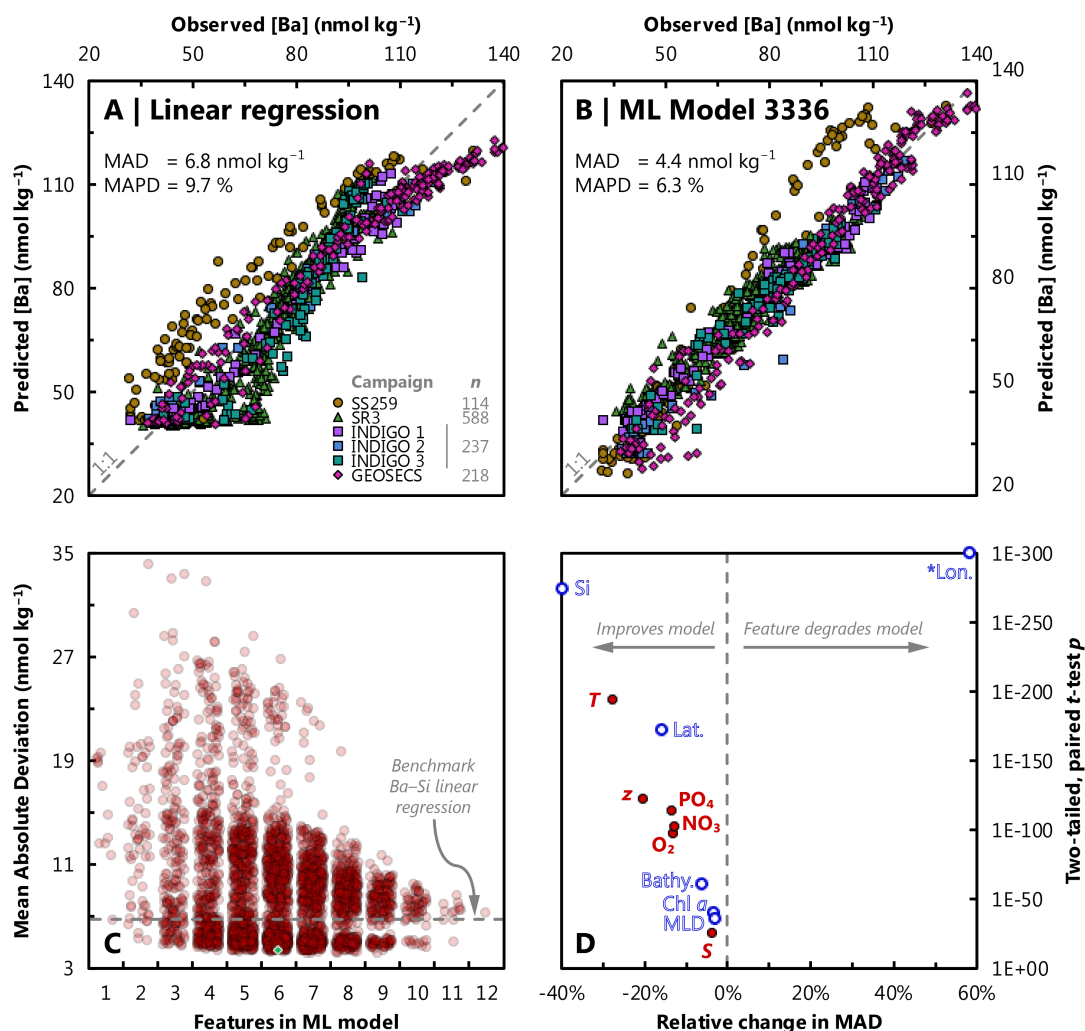 Observed [Ba] (nmol kg⁻¹)
20 50 80 110 140
A | Linear regression
MAD = 6.8 nmol kg⁻¹
MAPD = 9.7 %
140
110
80
50
20
Predicted [Ba] (nmol kg⁻¹)
1:1
Campaign n
SS259 114
SR3 588
INDIGO 1
INDIGO 2 237
INDIGO 3
GEOSECS 218
Observed [Ba] (nmol kg⁻¹)
20 50 80 110 140
B | ML Model 3336
MAD = 4.4 nmol kg⁻¹
MAPD = 6.3 %
140
110
80
50
20
Predicted [Ba] (nmol kg⁻¹)
1:1
35
27
19
11
3
Mean Absolute Deviation (nmol kg⁻¹)
Benchmark
Ba–Si linear
regression
C
1 2 3 4 5 6 7 8 9 10 11 12
Features in ML model
*Lon.
Si
Improves model
Feature degrades model
T
Lat.
z
PO₄
NO₃
O₂
Bathy.
Chl a
MLD
S
D
1E-300
1E-250
1E-200
1E-150
1E-100
1E-50
1E+00
Two-tailed, paired t-test p
-40% -20% 0% 20% 40% 60%
Relative change in MAD